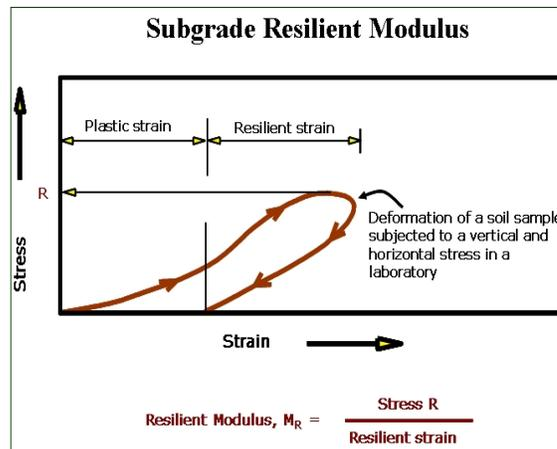 Subgrade Resilient Modulus
Plastic strain
Resilient strain
R
Deformation of a soil sample
subjected to a vertical and
horizontal stress in a
laboratory
Stress
Strain
Resilient Modulus, MR =
Stress R
Resilient strain